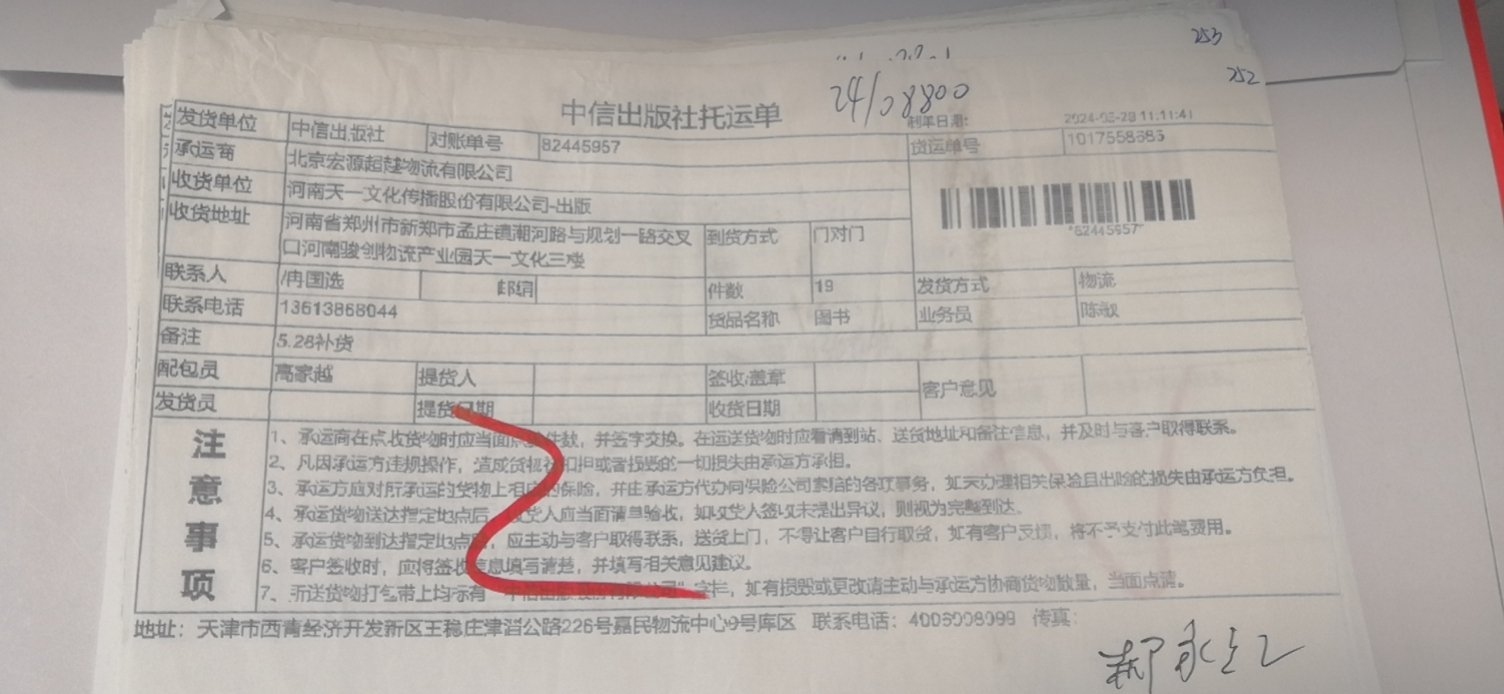 253
252
24/08800
中信出版社托运单
制单日期: 2024-05-28 11:11:41
发货单位 中信出版社 对账单号 82445957 货运单号 1017558685
承运商 北京宏源超越物流有限公司
收货单位 河南天一文化传播股份有限公司-出版
收货地址 河南省郑州市新郑市孟庄镇潮河路与规划一路交叉
口河南骏创物流产业园天一文化三楼
到货方式 门对门
*82445957*
联系人 /冉国选 邮编 件数 19 发货方式 物流
联系电话 13613868044 货品名称 图书 业务员 陈
备注 5.28补货
配包员 高家越 提货人 签收/盖章 客户意见
发货员 提货日期 收货日期
注意事项
1、承运商在点收货物时应当面点 件数，并签字交换。在运送货物时应看清到站、送货地址和备注信息，并及时与客户取得联系。
2、凡因承运方违规操作，造成货物 扣担或者损毁的一切损失由承运方承担。
3、承运方应对所承运的货物上相应的保险，并由承运方代办向保险公司索赔的各项事务，如未办理相关保险且出险的损失由承运方负担。
4、承运货物送达指定地点后，收货人应当面清单验收，如收货人签收未提出异议，则视为完整到达。
5、承运货物到达指定地点 ，应主动与客户取得联系，送货上门，不得让客户自行取货，如有客户反馈，将不予支付此笔费用。
6、客户签收时，应将签收信息填写清楚，并填写相关意见建议。
7、所送货物打包带上均标有"中信出版 "字样，如有损毁或更改请主动与承运方协商货物数量，当面点清。
地址：天津市西青经济开发新区王稳庄津淄公路226号嘉民物流中心9号库区 联系电话：4006008099 传真: